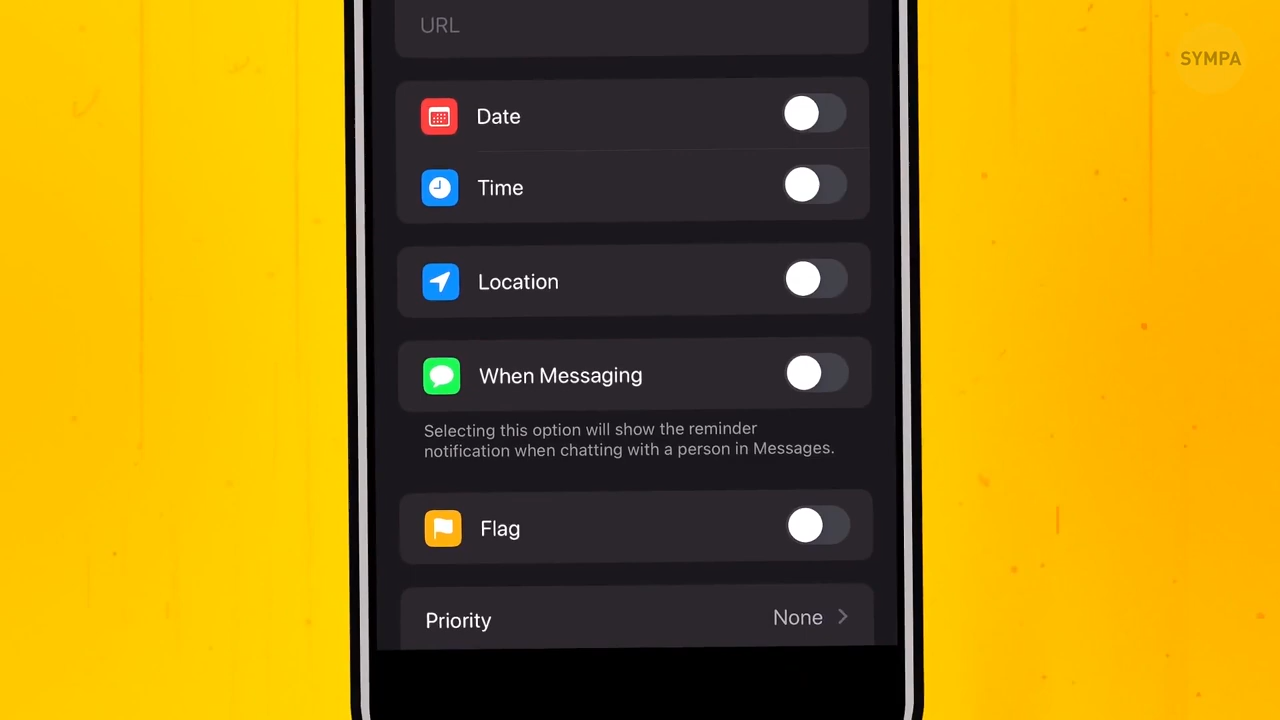 URL
SYMPA
Date
Time
Location
When Messaging
Selecting this option will show the reminder
notification when chatting with a person in Messages.
Flag
Priority
None